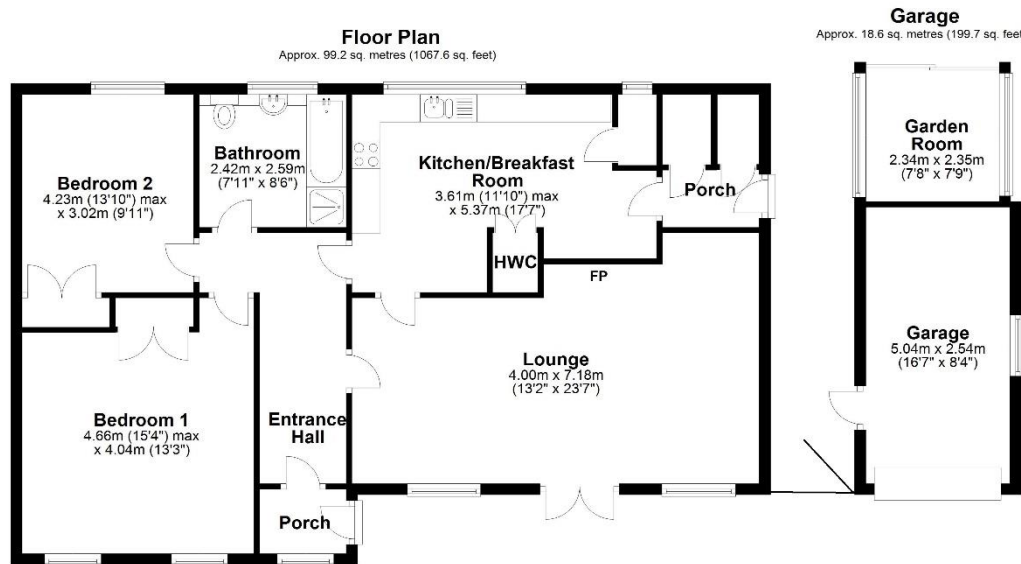 Floor Plan
Approx. 99.2 sq. metres (1067.6 sq. feet)
Garage
Approx. 18.6 sq. metres (199.7 sq. feet
Bedroom 2
4.23m (13'10") max
x 3.02m (9'11")
Bathroom
2.42m x 2.59m
(7'11" x 8'6")
Kitchen/Breakfast
Room
3.61m (11'10") max
x 5.37m (17'7")
Porch
HWC
FP
Garden
Room
2.34m x 2.35m
(7'8" x 7'9")
Bedroom 1
4.66m (15'4") max
x 4.04m (13'3")
Entrance
Hall
Lounge
4.00m x 7.18m
(13'2" x 23'7")
Garage
5.04m x 2.54m
(16'7" x 8'4")
Porch